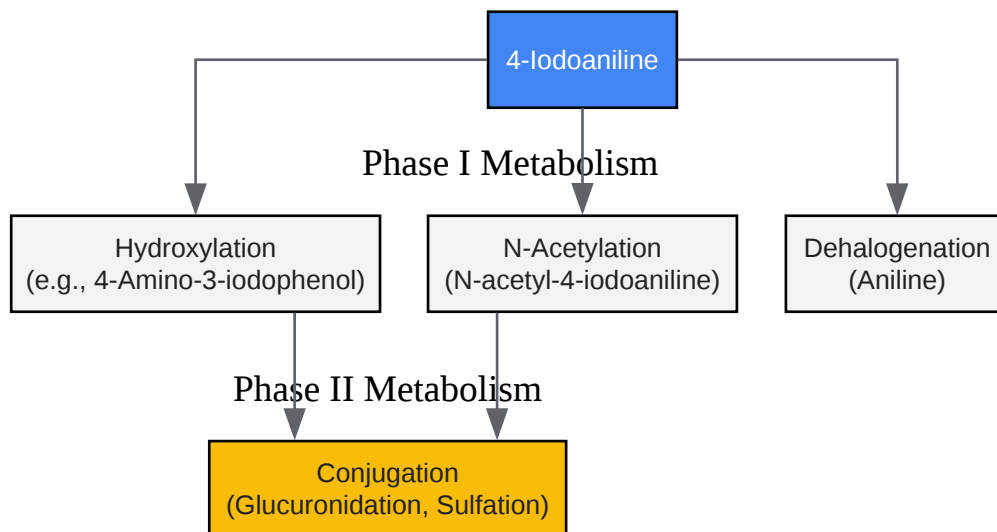 4-Iodoaniline
Phase I Metabolism
Hydroxylation
(e.g., 4-Amino-3-iodophenol)
N-Acetylation
(N-acetyl-4-iodoaniline)
Dehalogenation
(Aniline)
Phase II Metabolism
Conjugation
(Glucuronidation, Sulfation)